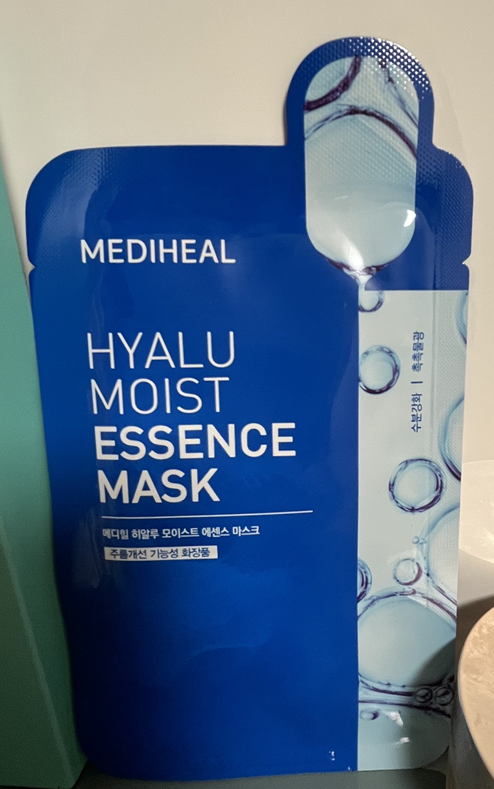 MEDIHEAL
HYALU
MOIST
ESSENCE
MASK
메디힐 히알루 모이스트 에센스 마스크
주름개선 기능성 화장품
수분강화 | 촉촉물광